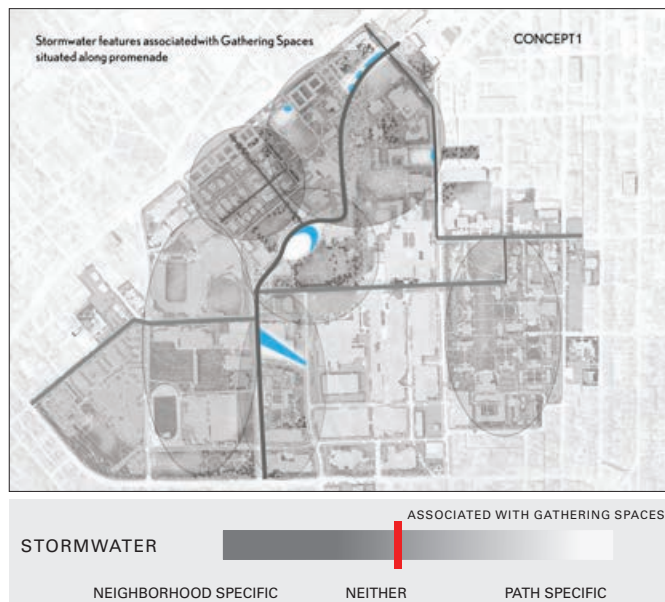 Stormwater features associatedwith Gathering Spaces
situated along promenade
CONCEPT1
ASSOCIATED WITH GATHERING SPACES
STORMWATER
NEIGHBORHOOD SPECIFIC NEITHER PATH SPECIFIC